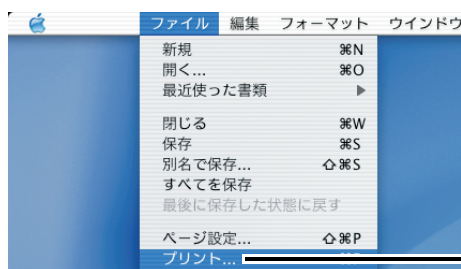 ファイル 編集 フォーマット ウインドウ
新規 ⌘N
開く... ⌘O
最近使った書類 ▶
閉じる ⌘W
保存 ⌘S
別名で保存... ⇧⌘S
すべてを保存
最後に保存した状態に戻す
ページ設定... ⇧⌘P
プリント...